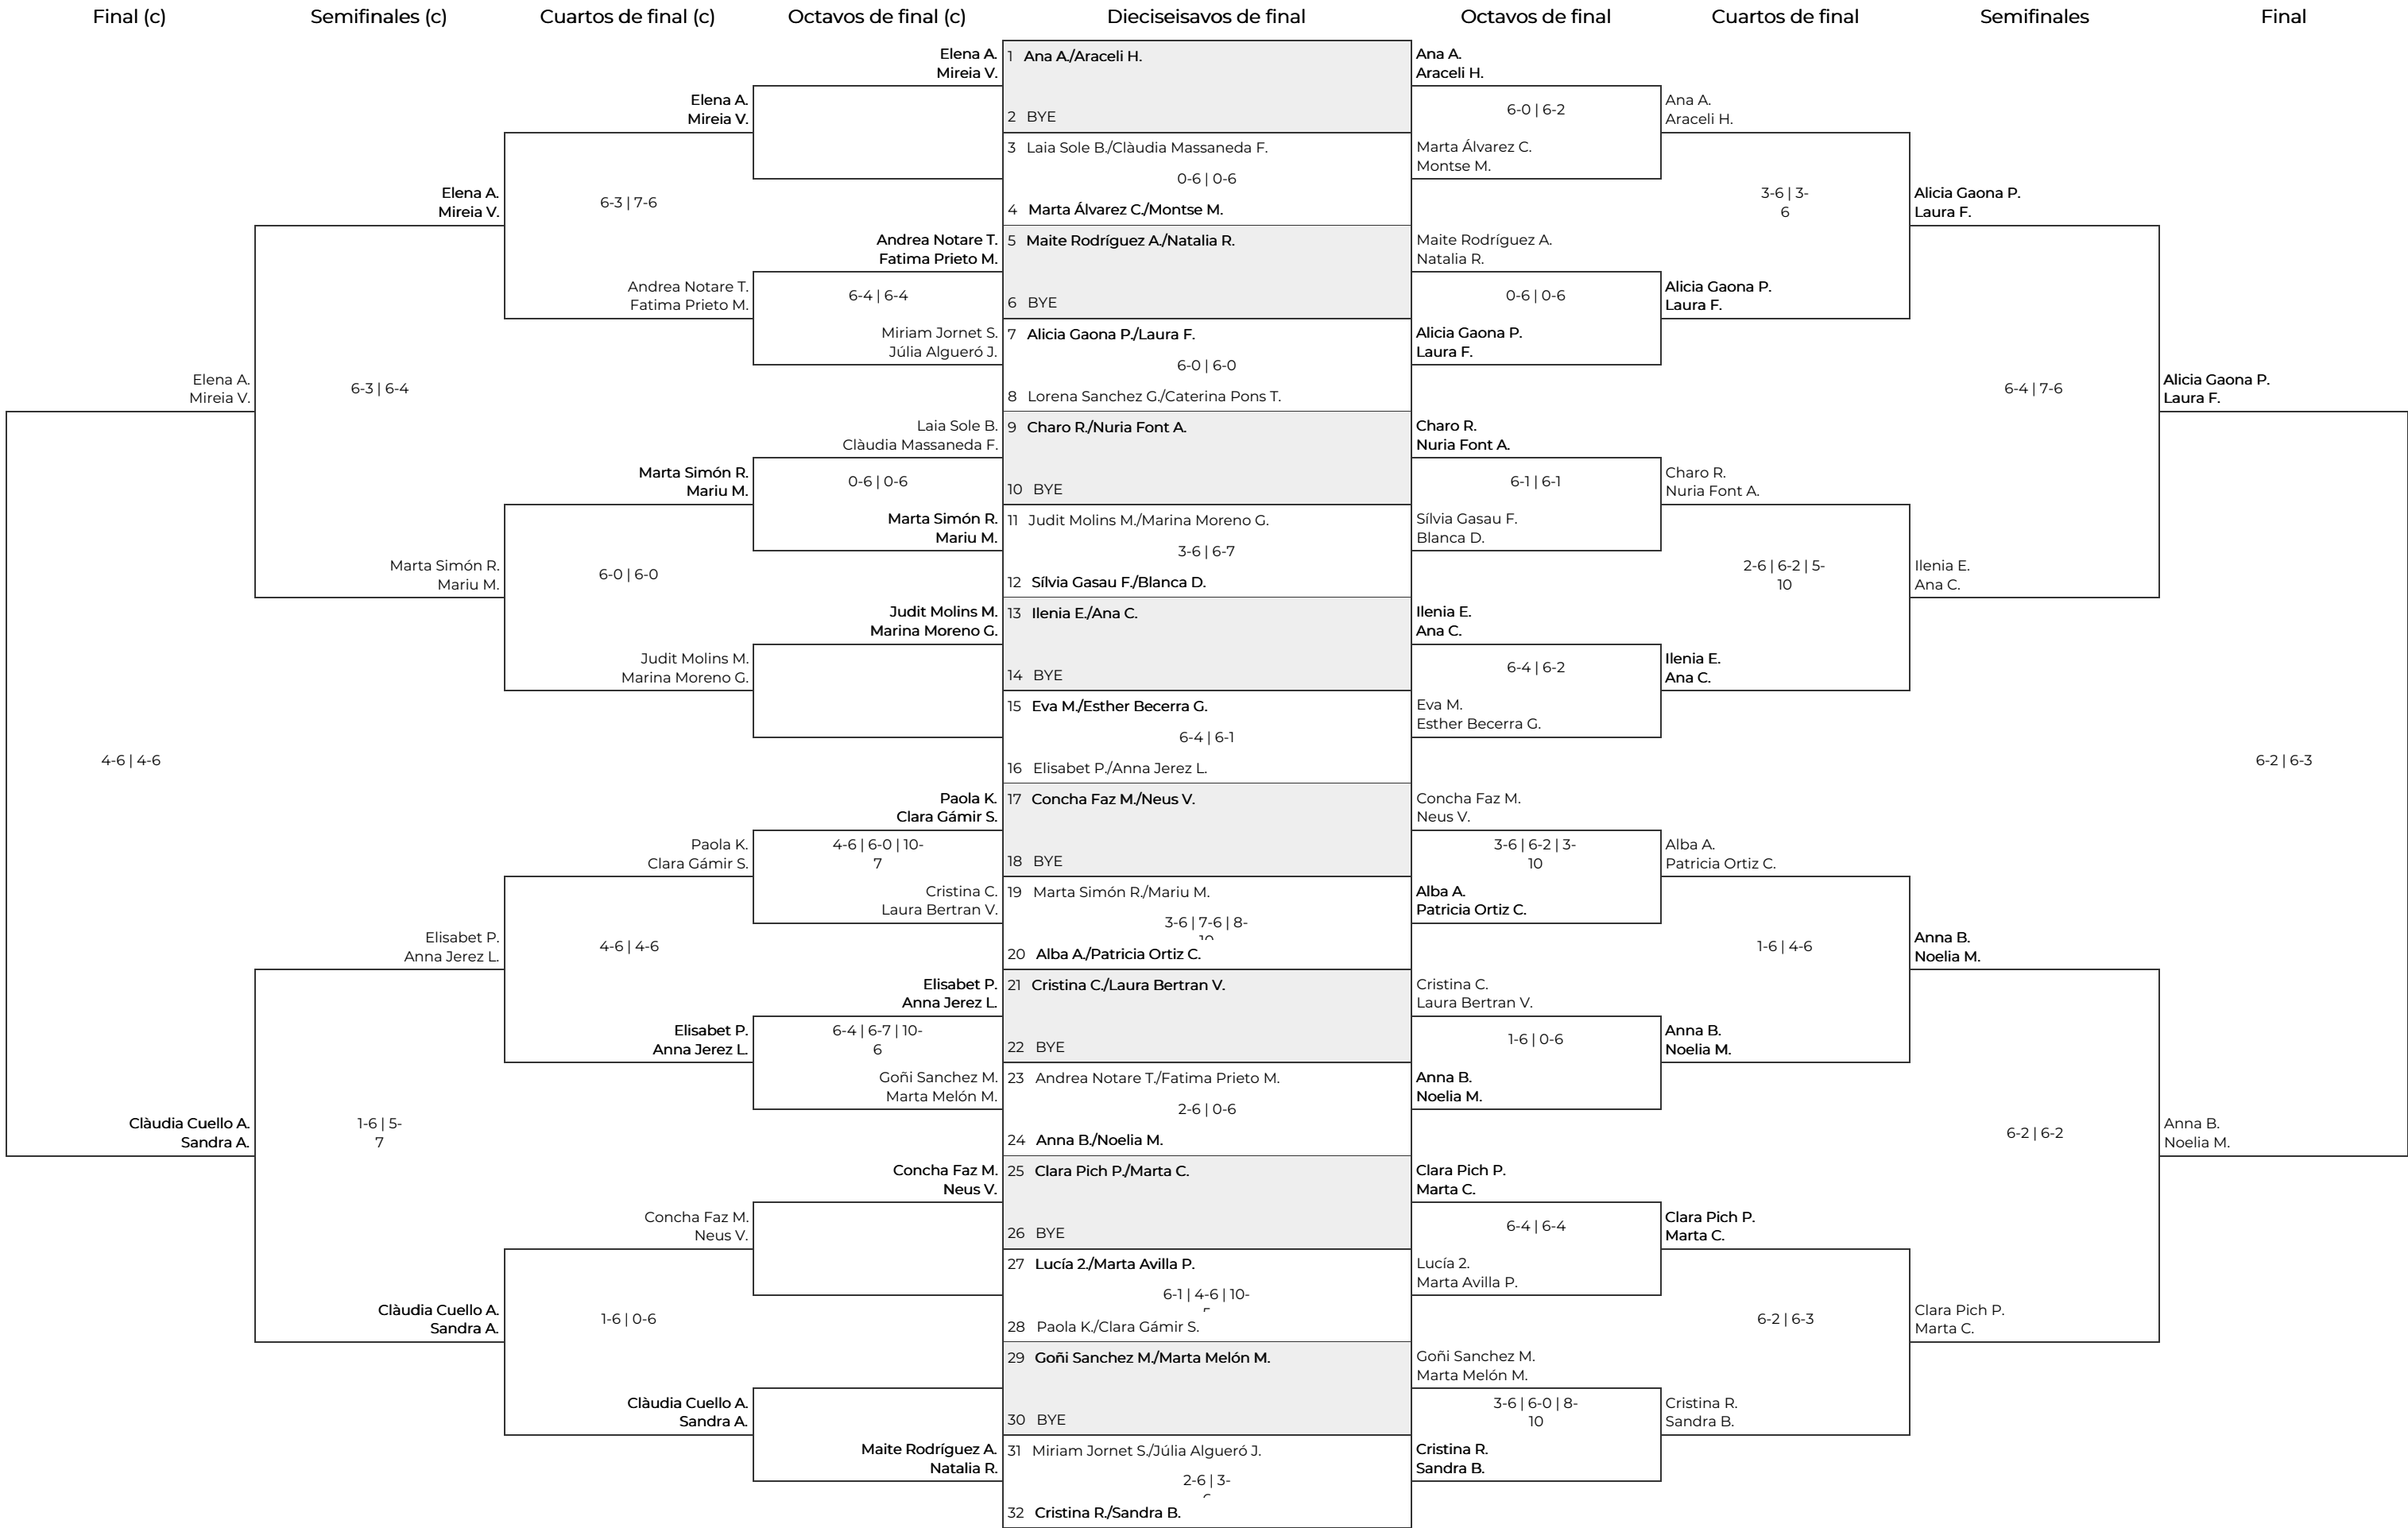 Final (c)
Semifinales (c)
Cuartos de final (c)
Octavos de final (c)
Dieciseisavos de final
Octavos de final
Cuartos de final
Semifinales
Final
Elena A.
Mireia V.
6-3 | 6-4
4-6 | 4-6
Clàudia Cuello A.
Sandra A.
1-6 | 5-
7
Elena A.
Mireia V.
6-3 | 7-6
Marta Simón R.
Mariu M.
6-0 | 6-0
Elisabet P.
Anna Jerez L.
4-6 | 4-6
Clàudia Cuello A.
Sandra A.
1-6 | 0-6
Elena A.
Mireia V.
Andrea Notare T.
Fatima Prieto M.
6-4 | 6-4
Marta Simón R.
Mariu M.
0-6 | 0-6
Judit Molins M.
Marina Moreno G.
Paola K.
Clara Gámir S.
4-6 | 6-0 | 10-
7
Elisabet P.
Anna Jerez L.
6-4 | 6-7 | 10-
6
Concha Faz M.
Neus V.
Clàudia Cuello A.
Sandra A.
Elena A.
Mireia V.
Andrea Notare T.
Fatima Prieto M.
Miriam Jornet S.
Júlia Algueró J.
Laia Sole B.
Clàudia Massaneda F.
Marta Simón R.
Mariu M.
Judit Molins M.
Marina Moreno G.
Paola K.
Clara Gámir S.
Cristina C.
Laura Bertran V.
Elisabet P.
Anna Jerez L.
Goñi Sanchez M.
Marta Melón M.
Concha Faz M.
Neus V.
Maite Rodríguez A.
Natalia R.
1 Ana A./Araceli H.
2 BYE
3 Laia Sole B./Clàudia Massaneda F.
0-6 | 0-6
4 Marta Álvarez C./Montse M.
5 Maite Rodríguez A./Natalia R.
6 BYE
7 Alicia Gaona P./Laura F.
6-0 | 6-0
8 Lorena Sanchez G./Caterina Pons T.
9 Charo R./Nuria Font A.
10 BYE
11 Judit Molins M./Marina Moreno G.
3-6 | 6-7
12 Sílvia Gasau F./Blanca D.
13 Ilenia E./Ana C.
14 BYE
15 Eva M./Esther Becerra G.
6-4 | 6-1
16 Elisabet P./Anna Jerez L.
17 Concha Faz M./Neus V.
18 BYE
19 Marta Simón R./Mariu M.
3-6 | 7-6 | 8-
10
20 Alba A./Patricia Ortiz C.
21 Cristina C./Laura Bertran V.
22 BYE
23 Andrea Notare T./Fatima Prieto M.
2-6 | 0-6
24 Anna B./Noelia M.
25 Clara Pich P./Marta C.
26 BYE
27 Lucía 2./Marta Avilla P.
6-1 | 4-6 | 10-
28 Paola K./Clara Gámir S.
29 Goñi Sanchez M./Marta Melón M.
30 BYE
31 Miriam Jornet S./Júlia Algueró J.
2-6 | 3-
32 Cristina R./Sandra B.
Ana A.
Araceli H.
6-0 | 6-2
Marta Álvarez C.
Montse M.
Maite Rodríguez A.
Natalia R.
0-6 | 0-6
Alicia Gaona P.
Laura F.
Charo R.
Nuria Font A.
6-1 | 6-1
Sílvia Gasau F.
Blanca D.
Ilenia E.
Ana C.
6-4 | 6-2
Eva M.
Esther Becerra G.
Concha Faz M.
Neus V.
3-6 | 6-2 | 3-
10
Alba A.
Patricia Ortiz C.
Cristina C.
Laura Bertran V.
1-6 | 0-6
Anna B.
Noelia M.
Clara Pich P.
Marta C.
6-4 | 6-4
Lucía 2.
Marta Avilla P.
Goñi Sanchez M.
Marta Melón M.
3-6 | 6-0 | 8-
10
Cristina R.
Sandra B.
Ana A.
Araceli H.
3-6 | 3-
6
Alicia Gaona P.
Laura F.
Charo R.
Nuria Font A.
2-6 | 6-2 | 5-
10
Ilenia E.
Ana C.
Alba A.
Patricia Ortiz C.
1-6 | 4-6
Anna B.
Noelia M.
Clara Pich P.
Marta C.
6-2 | 6-3
Cristina R.
Sandra B.
Alicia Gaona P.
Laura F.
6-4 | 7-6
Ilenia E.
Ana C.
Anna B.
Noelia M.
6-2 | 6-2
Clara Pich P.
Marta C.
Alicia Gaona P.
Laura F.
6-2 | 6-3
Anna B.
Noelia M.